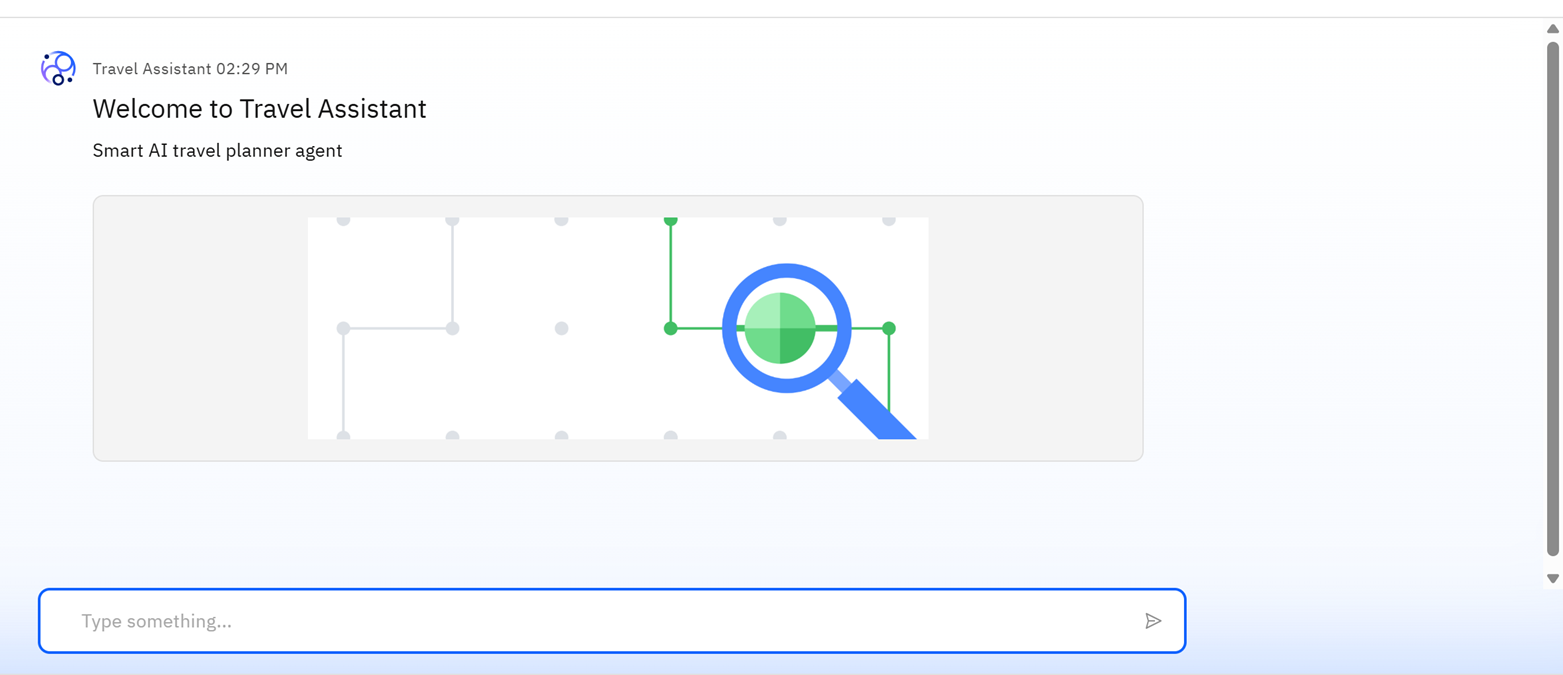 Travel Assistant 02:29 PM
Welcome to Travel Assistant
Smart AI travel planner agent
Type something...